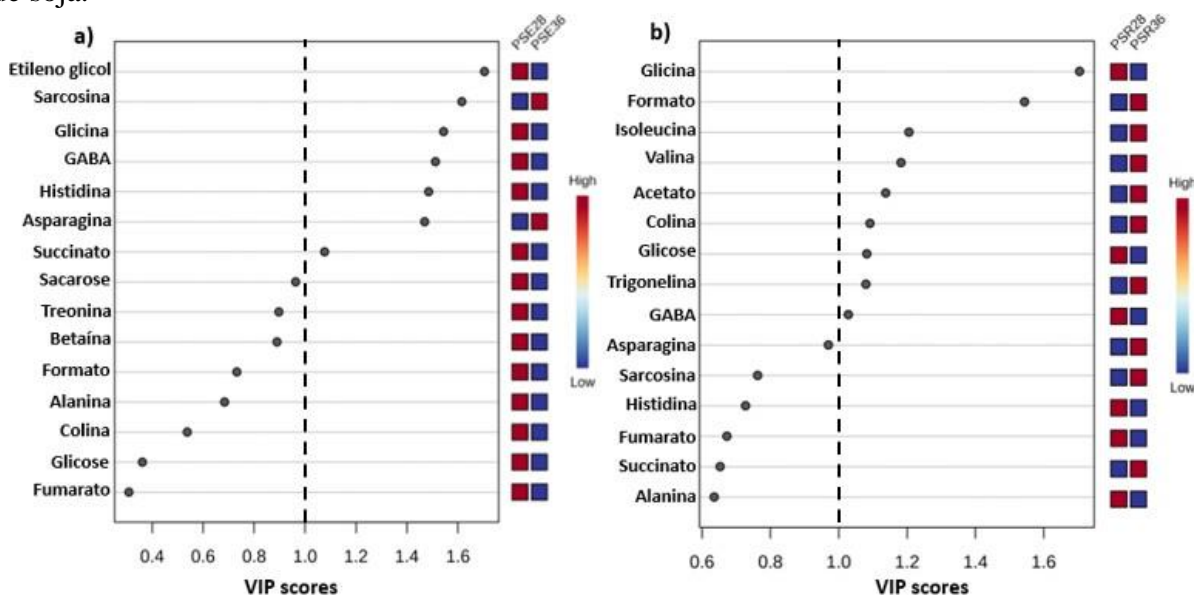 de soja.
a)
PSE28
PSE36
Etileno glicol
Sarcosina
Glicina
GABA
Histidina
Asparagina
Succinato
Sacarose
Treonina
Betaína
Formato
Alanina
Colina
Glicose
Fumarato
High
Low
0.4 0.6 0.8 1.0 1.2 1.4 1.6
VIP scores
b)
PSR28
PSR36
Glicina
Formato
Isoleucina
Valina
Acetato
Colina
Glicose
Trigonelina
GABA
Asparagina
Sarcosina
Histidina
Fumarato
Succinato
Alanina
High
Low
0.6 0.8 1.0 1.2 1.4 1.6
VIP scores